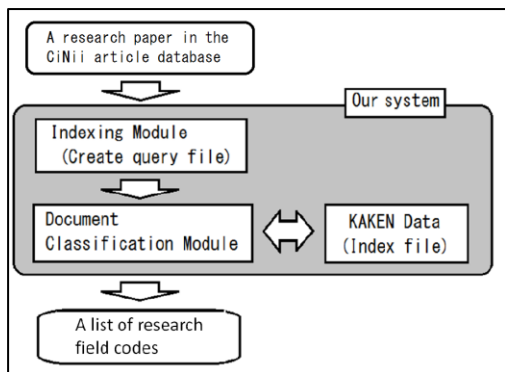 A research paper in the
CiNii article database
Our system
Indexing Module
(Create query file)
Document
Classification Module
KAKEN Data
(Index file)
A list of research
field codes